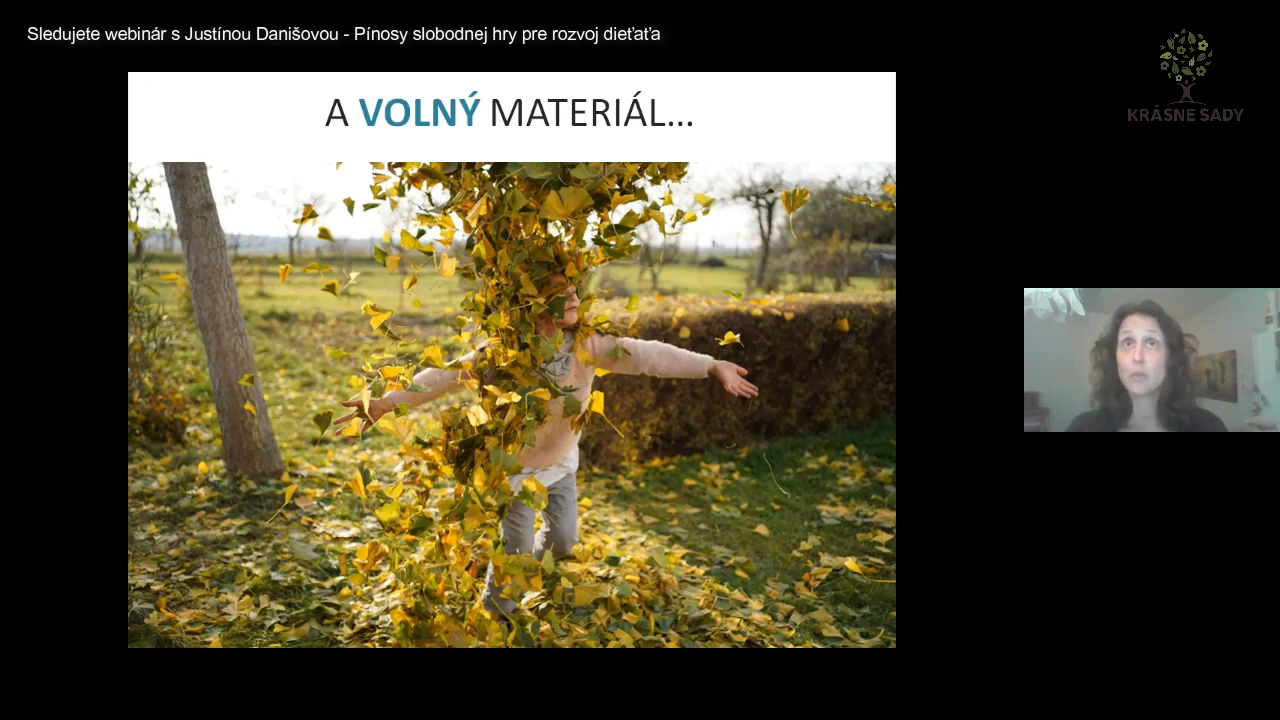 Sledujete webinár s Justínou Danišovou - Pínosy slobodnej hry pre rozvoj dieťaťa
KRÁSNE SADY
A VOLNÝ MATERIÁL...